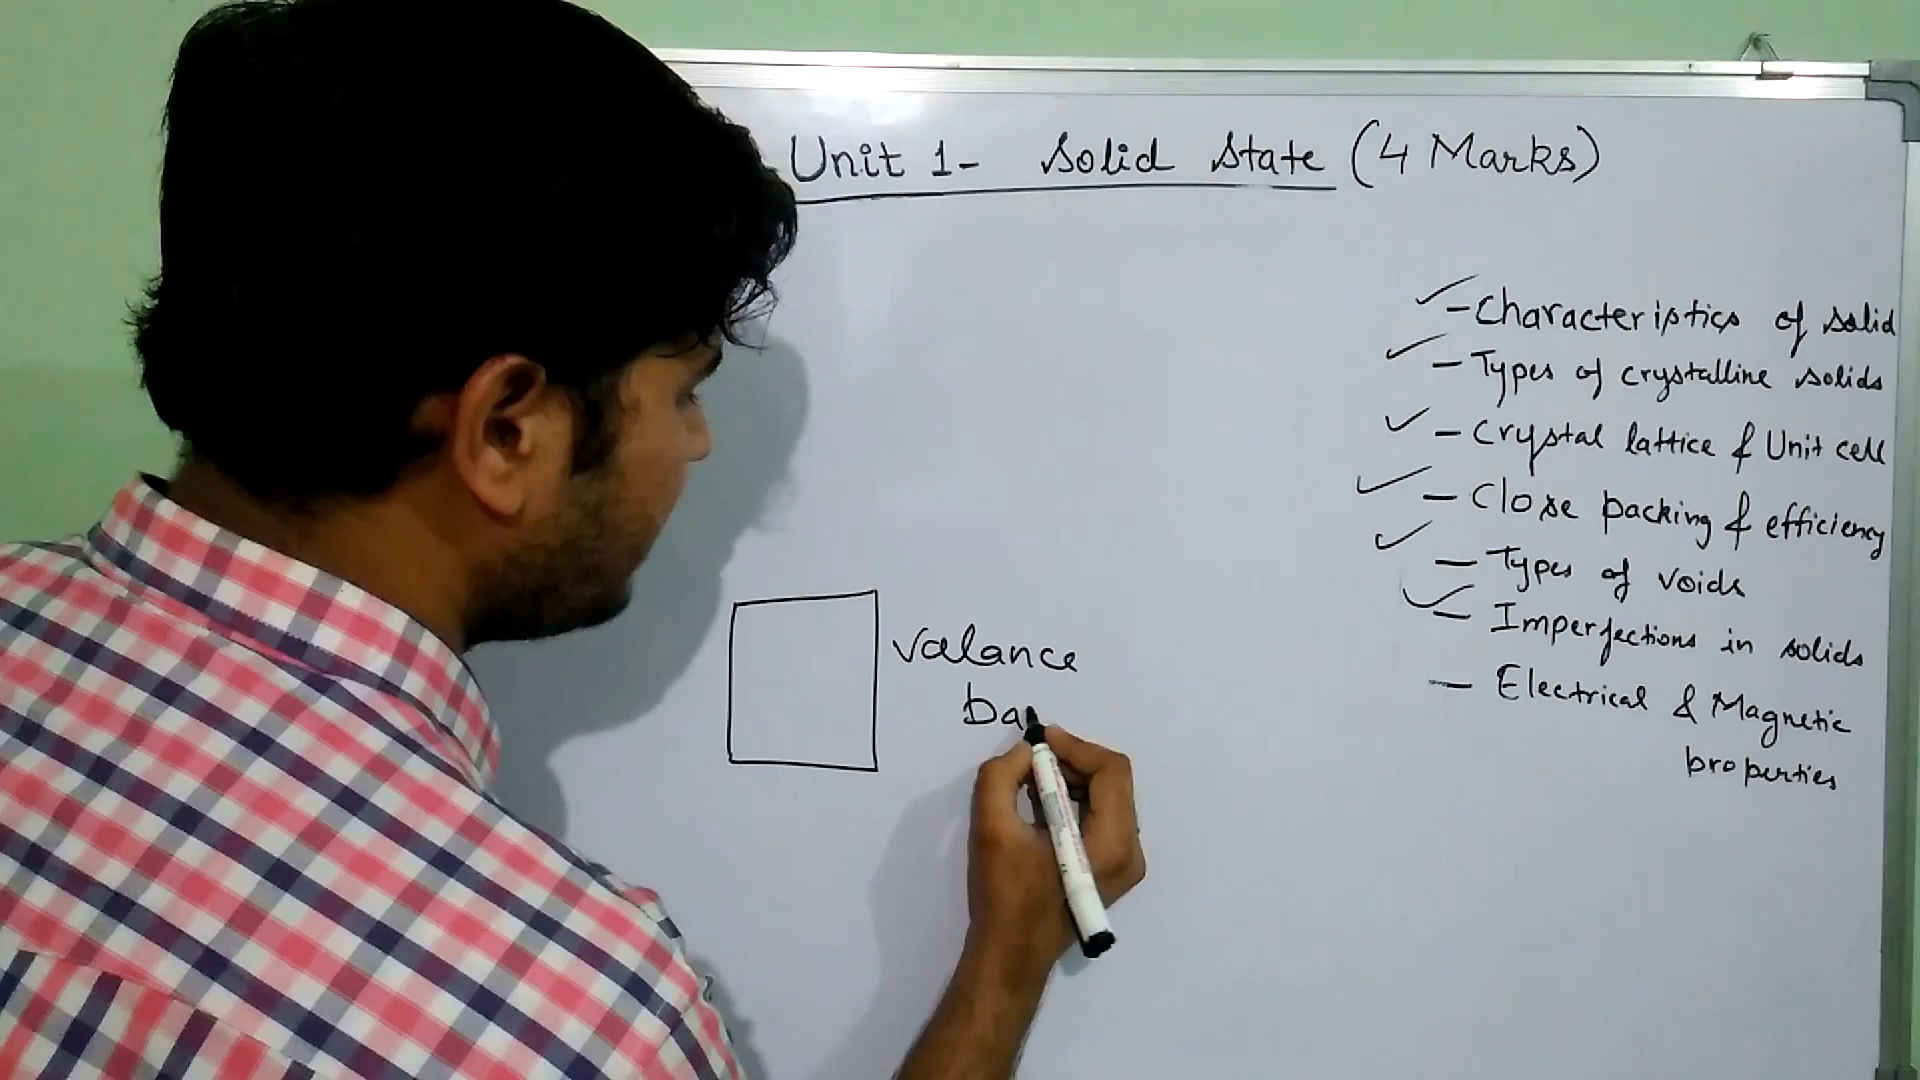 Unit 1- Solid State (4 Marks)
- Characteristics of solid
- Types of crystalline solids
- Crystal lattice & Unit cell
- Close packing & efficiency
- Types of voids
- Imperfections in solids
- Electrical & Magnetic
properties
valance
ba